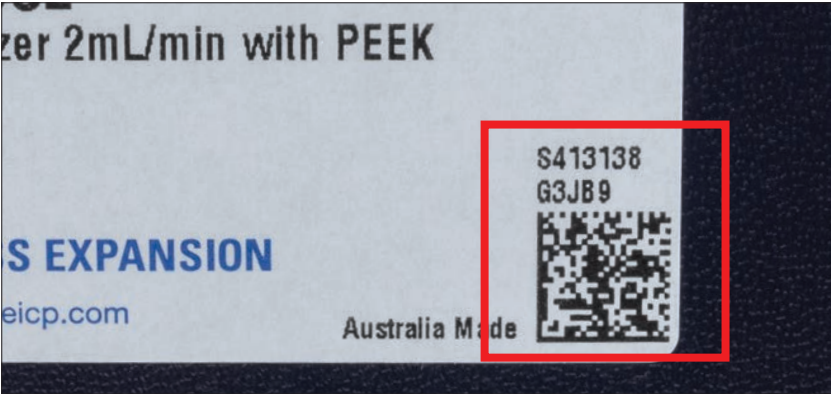 zer 2mL/min with PEEK
S413138
G3JB9
S EXPANSION
eicp.com
Australia Made